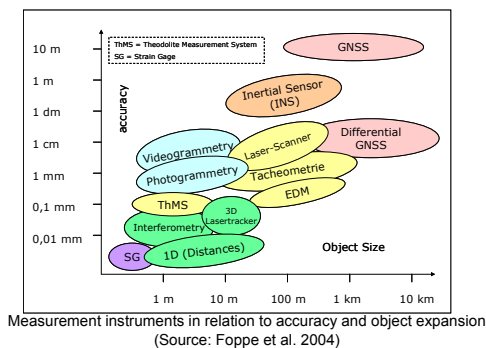 ThMS = Theodolite Measurement System
SG = Strain Gage
accuracy
10 m
1 m
1 dm
1 cm
1 mm
0,1 mm
0,01 mm
GNSS
Inertial Sensor
(INS)
Differential
GNSS
Laser-Scanner
Videogrammetry
Photogrammetry
Tacheometrie
EDM
ThMS
3D
Lasertracker
Interferometry
1D (Distances)
SG
Object Size
1 m
10 m
100 m
1 km
10 km
Measurement instruments in relation to accuracy and object expansion
(Source: Foppe et al. 2004)